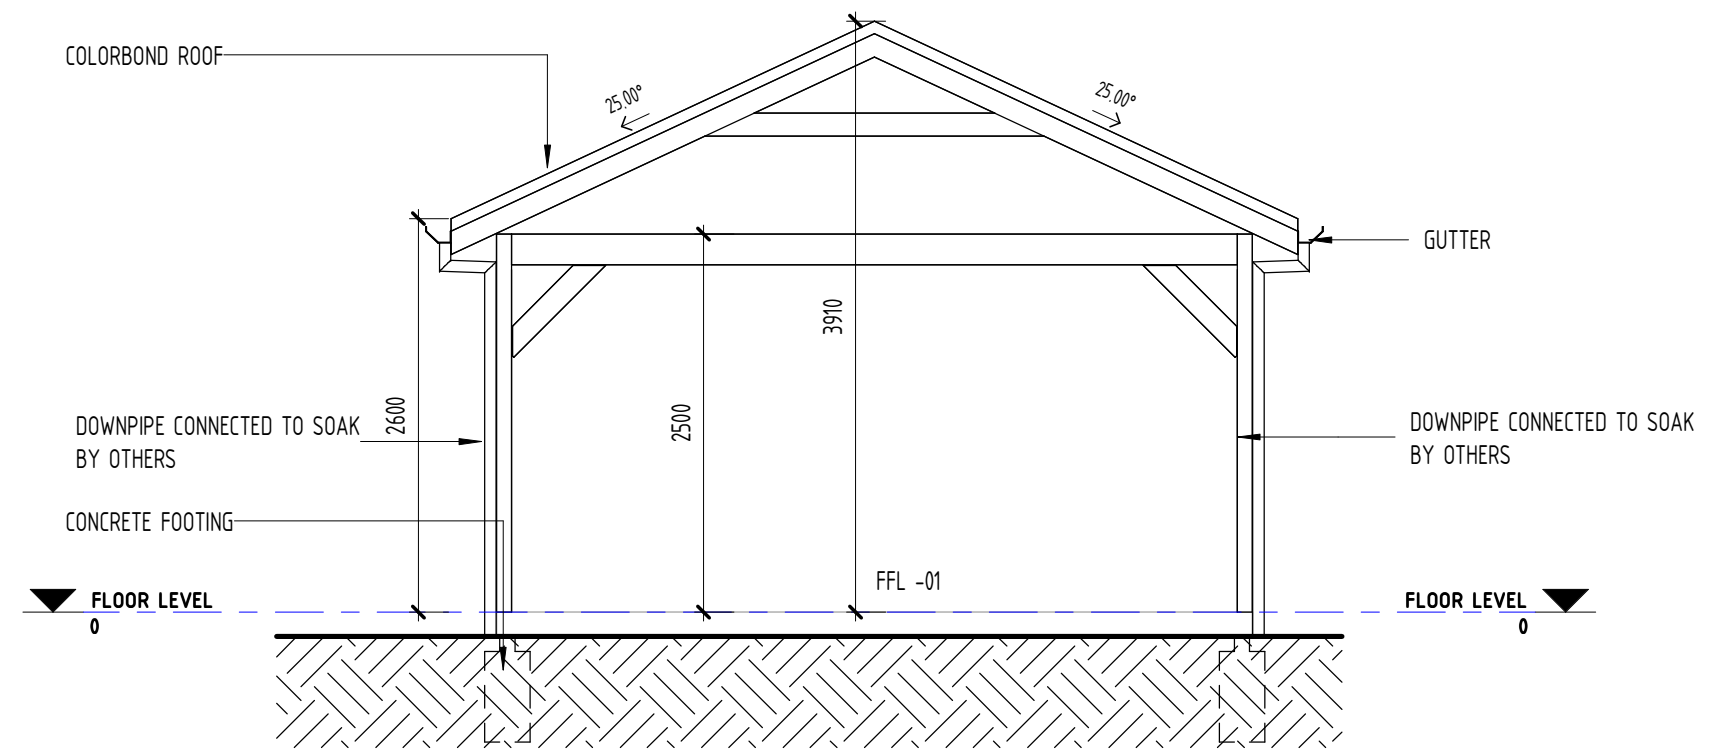 COLORBOND ROOF
25.00°
25.00°
GUTTER
3910
2600
2500
DOWNPIPE CONNECTED TO SOAK
BY OTHERS
DOWNPIPE CONNECTED TO SOAK
BY OTHERS
CONCRETE FOOTING
FFL -01
FLOOR LEVEL
0
FLOOR LEVEL
0